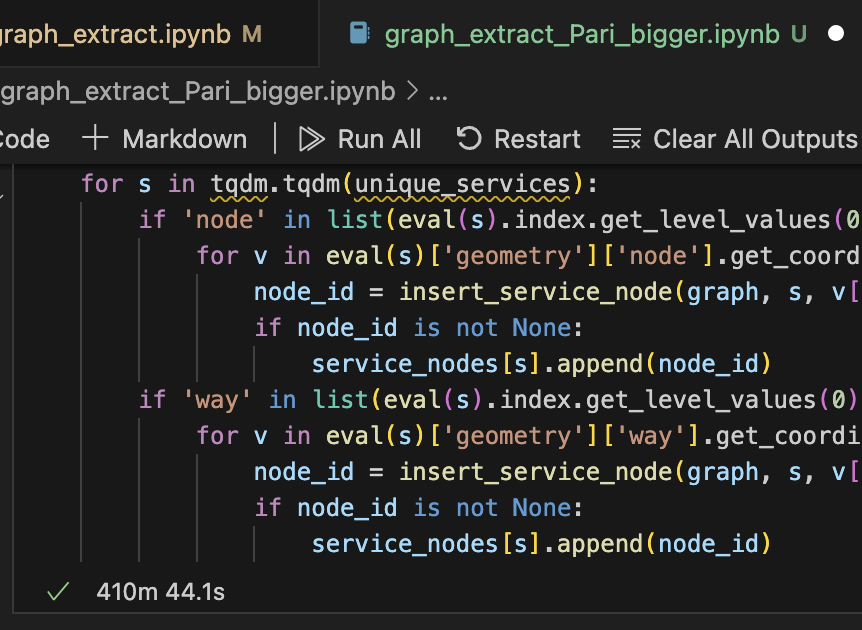 graph_extract.ipynb M
graph_extract_Pari_bigger.ipynb U
graph_extract_Pari_bigger.ipynb > ...
Code + Markdown | Run All Restart Clear All Outputs
for s in tqdm.tqdm(unique_services):
if 'node' in list(eval(s).index.get_level_values(0
for v in eval(s)['geometry']['node'].get_coord
node_id = insert_service_node(graph, s, v[
if node_id is not None:
service_nodes[s].append(node_id)
if 'way' in list(eval(s).index.get_level_values(0)
for v in eval(s)['geometry']['way'].get_coordi
node_id = insert_service_node(graph, s, v[
if node_id is not None:
service_nodes[s].append(node_id)
410m 44.1s